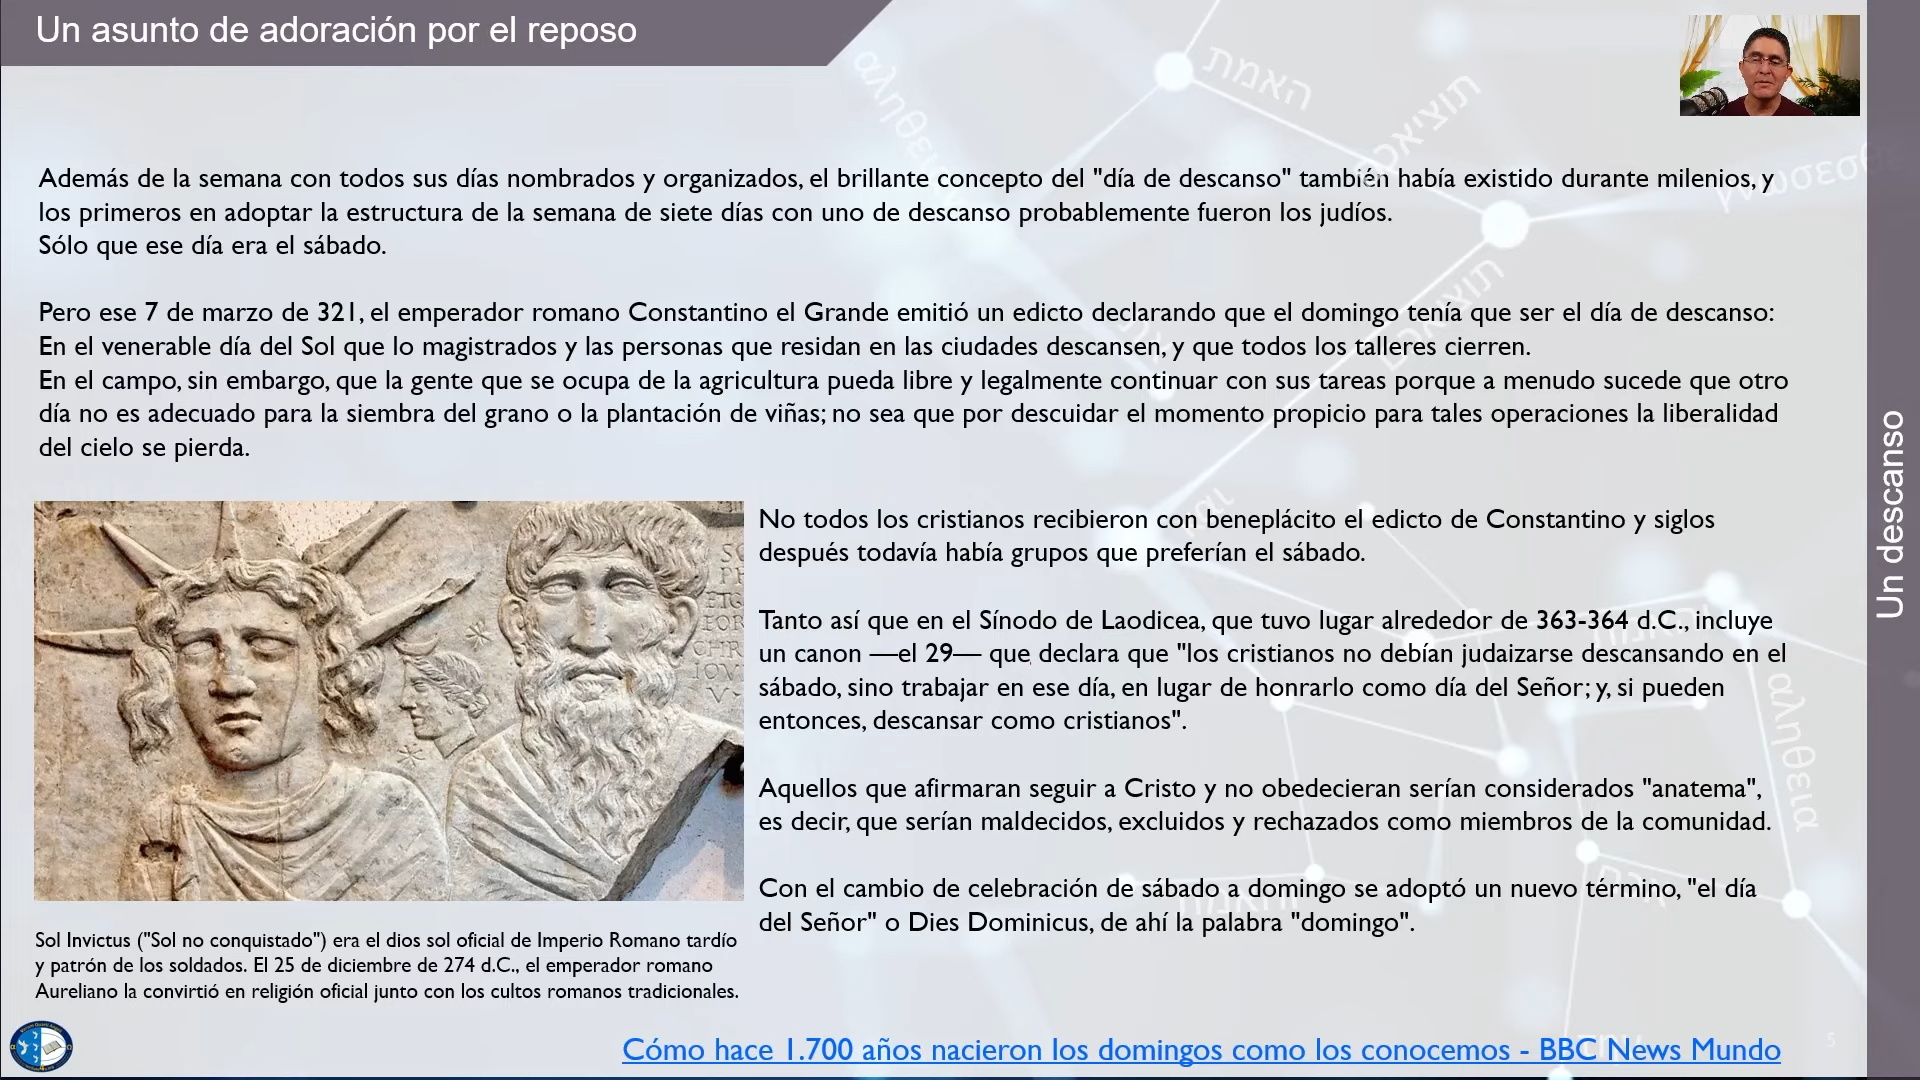 Un asunto de adoración por el reposo
Además de la semana con todos sus días nombrados y organizados, el brillante concepto del "día de descanso" también había existido durante milenios, y
los primeros en adoptar la estructura de la semana de siete días con uno de descanso probablemente fueron los judíos.
Sólo que ese día era el sábado.
Pero ese 7 de marzo de 321, el emperador romano Constantino el Grande emitió un edicto declarando que el domingo tenía que ser el día de descanso:
En el venerable día del Sol que lo magistrados y las personas que residan en las ciudades descansen, y que todos los talleres cierren.
En el campo, sin embargo, que la gente que se ocupa de la agricultura pueda libre y legalmente continuar con sus tareas porque a menudo sucede que otro
día no es adecuado para la siembra del grano o la plantación de viñas; no sea que por descuidar el momento propicio para tales operaciones la liberalidad
del cielo se pierda.
No todos los cristianos recibieron con beneplácito el edicto de Constantino y siglos
después todavía había grupos que preferían el sábado.
Tanto así que en el Sínodo de Laodicea, que tuvo lugar alrededor de 363-364 d.C., incluye
un canon —el 29— que declara que "los cristianos no debían judaizarse descansando en el
sábado, sino trabajar en ese día, en lugar de honrarlo como día del Señor; y, si pueden
entonces, descansar como cristianos".
Aquellos que afirmaran seguir a Cristo y no obedecieran serían considerados "anatema",
es decir, que serían maldecidos, excluidos y rechazados como miembros de la comunidad.
Con el cambio de celebración de sábado a domingo se adoptó un nuevo término, "el día
del Señor" o Dies Dominicus, de ahí la palabra "domingo".
Sol Invictus ("Sol no conquistado") era el dios sol oficial de Imperio Romano tardío
y patrón de los soldados. El 25 de diciembre de 274 d.C., el emperador romano
Aureliano la convirtió en religión oficial junto con los cultos romanos tradicionales.
Cómo hace 1.700 años nacieron los domingos como los conocemos - BBC News Mundo
5
Un descanso
αληθεια
האמת
αληθεια
και